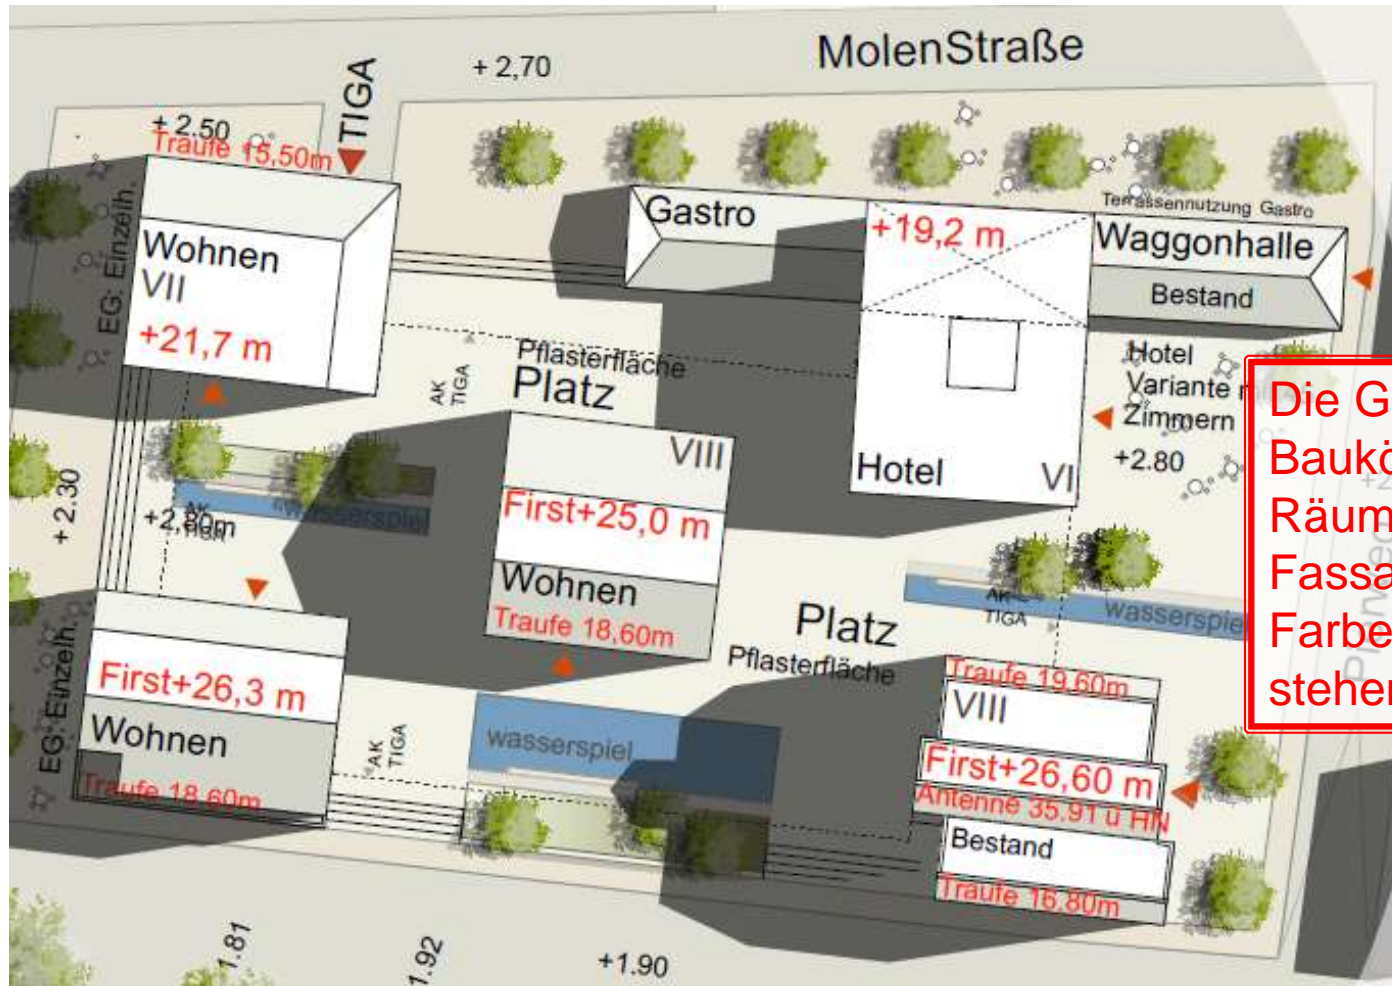 MolenStraße
+ 2,70
TIGA
+ 2.50
Traufe 15,50m
EG: Einzelh.
Wohnen
VII
+21,7 m
Gastro
+19,2 m
Terrassennutzung Gastro
Waggonhalle
Bestand
Hotel
Variante
Zimmern
+2.80
Hotel
VI
Pflasterfläche
Platz
AK
TIGA
VIII
First+25,0 m
Wohnen
Traufe 18,60m
+ 2.30
+2,80m
AK
TIGA
wasserspiel
Die G
Baukö
Räum
Fassa
Farbe
stehen
AK
TIGA
wasserspiel
Platz
Pflasterfläche
EG: Einzelh.
First+26,3 m
Wohnen
Traufe 18.60m
AK
TIGA
wasserspiel
Traufe 19,60m
VIII
First+26,60 m
Antenne 35.91 ü HN
Bestand
Traufe 16.80m
1.81
1.92
+1.90